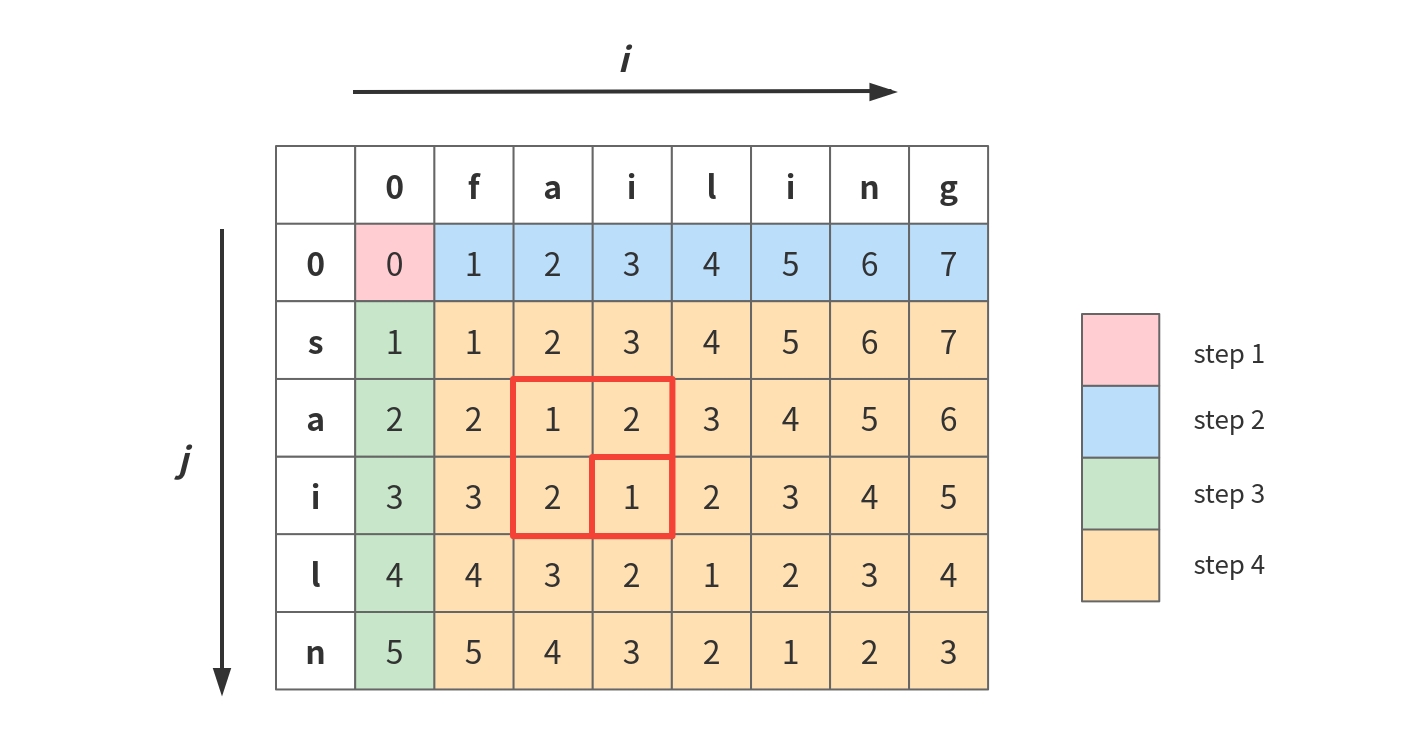 i
0 f a i l i n g
0 0 1 2 3 4 5 6 7
s 1 1 2 3 4 5 6 7
a 2 2 1 2 3 4 5 6
i 3 3 2 1 2 3 4 5
l 4 4 3 2 1 2 3 4
n 5 5 4 3 2 1 2 3
j
step 1
step 2
step 3
step 4